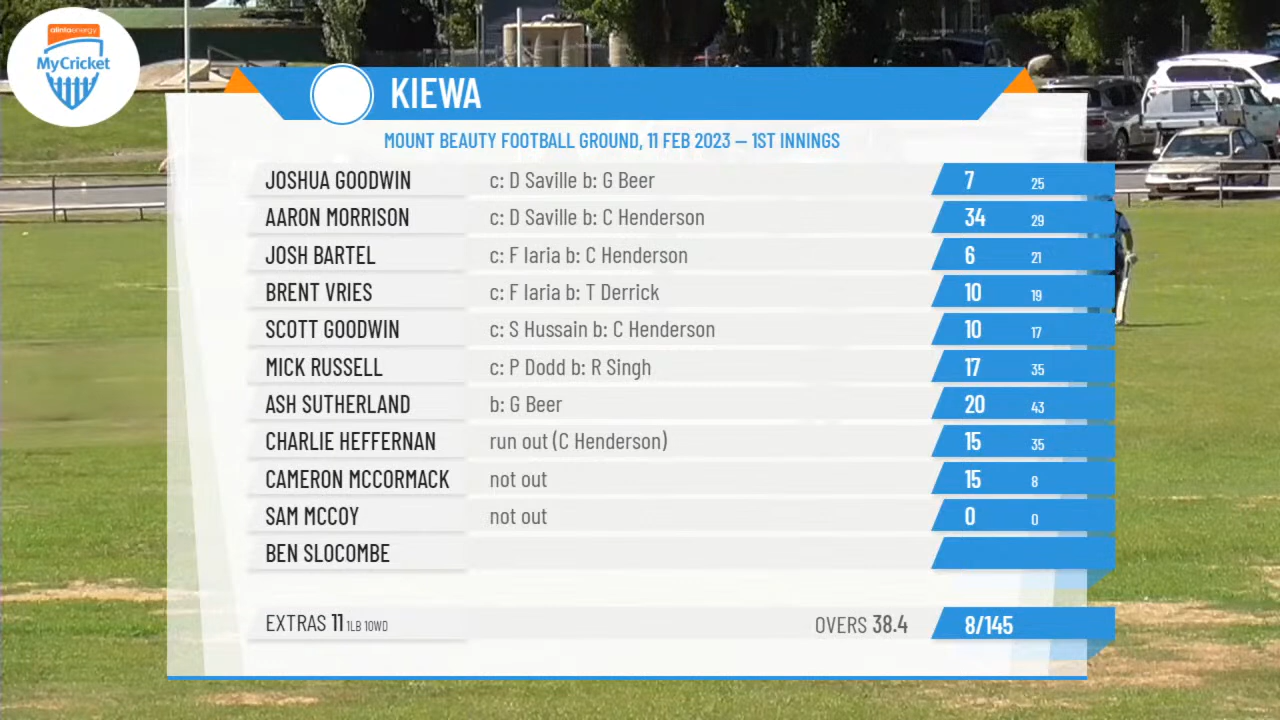 alintaenergy
MyCricket
KIEWA
MOUNT BEAUTY FOOTBALL GROUND, 11 FEB 2023 – 1ST INNINGS
JOSHUA GOODWIN c: D Saville b: G Beer 7 25
AARON MORRISON c: D Saville b: C Henderson 34 29
JOSH BARTEL c: F Iaria b: C Henderson 6 21
BRENT VRIES c: F Iaria b: T Derrick 10 19
SCOTT GOODWIN c: S Hussain b: C Henderson 10 17
MICK RUSSELL c: P Dodd b: R Singh 17 35
ASH SUTHERLAND b: G Beer 20 43
CHARLIE HEFFERNAN run out (C Henderson) 15 35
CAMERON MCCORMACK not out 15 8
SAM MCCOY not out 0 0
BEN SLOCOMBE
EXTRAS 11 1LB 10WD OVERS 38.4 8/145